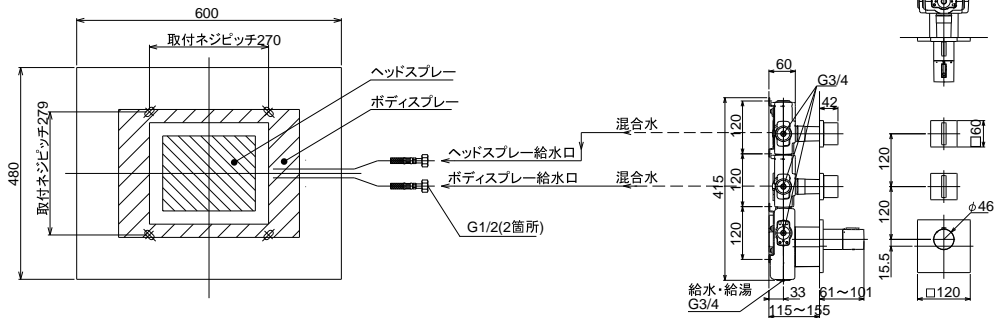 600
取付ネジピッチ270
480
取付ネジピッチ279
ヘッドスプレー
ボディスプレー
ヘッドスプレー給水口
ボディスプレー給水口
混合水
混合水
G1/2(2箇所)
60
G3/4
42
415
120
120
120
給水・給湯
G3/4
33
61～101
115～155
□60
120
120
15.5
φ46
□120